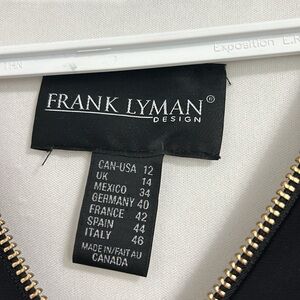 Exposition E.R
FRANK LYMAN®
DESIGN
CAN-USA 12
UK 14
MEXICO 34
GERMANY 40
FRANCE 42
SPAIN 44
ITALY 46
MADE IN/FAIT AU
CANADA